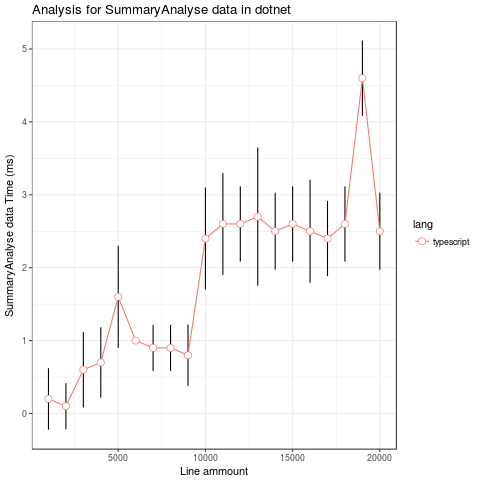 Analysis for SummaryAnalyse data in dotnet
SummaryAnalyse data Time (ms)
5
4
3
2
1
0
5000 10000 15000 20000
Line ammount
lang
typescript